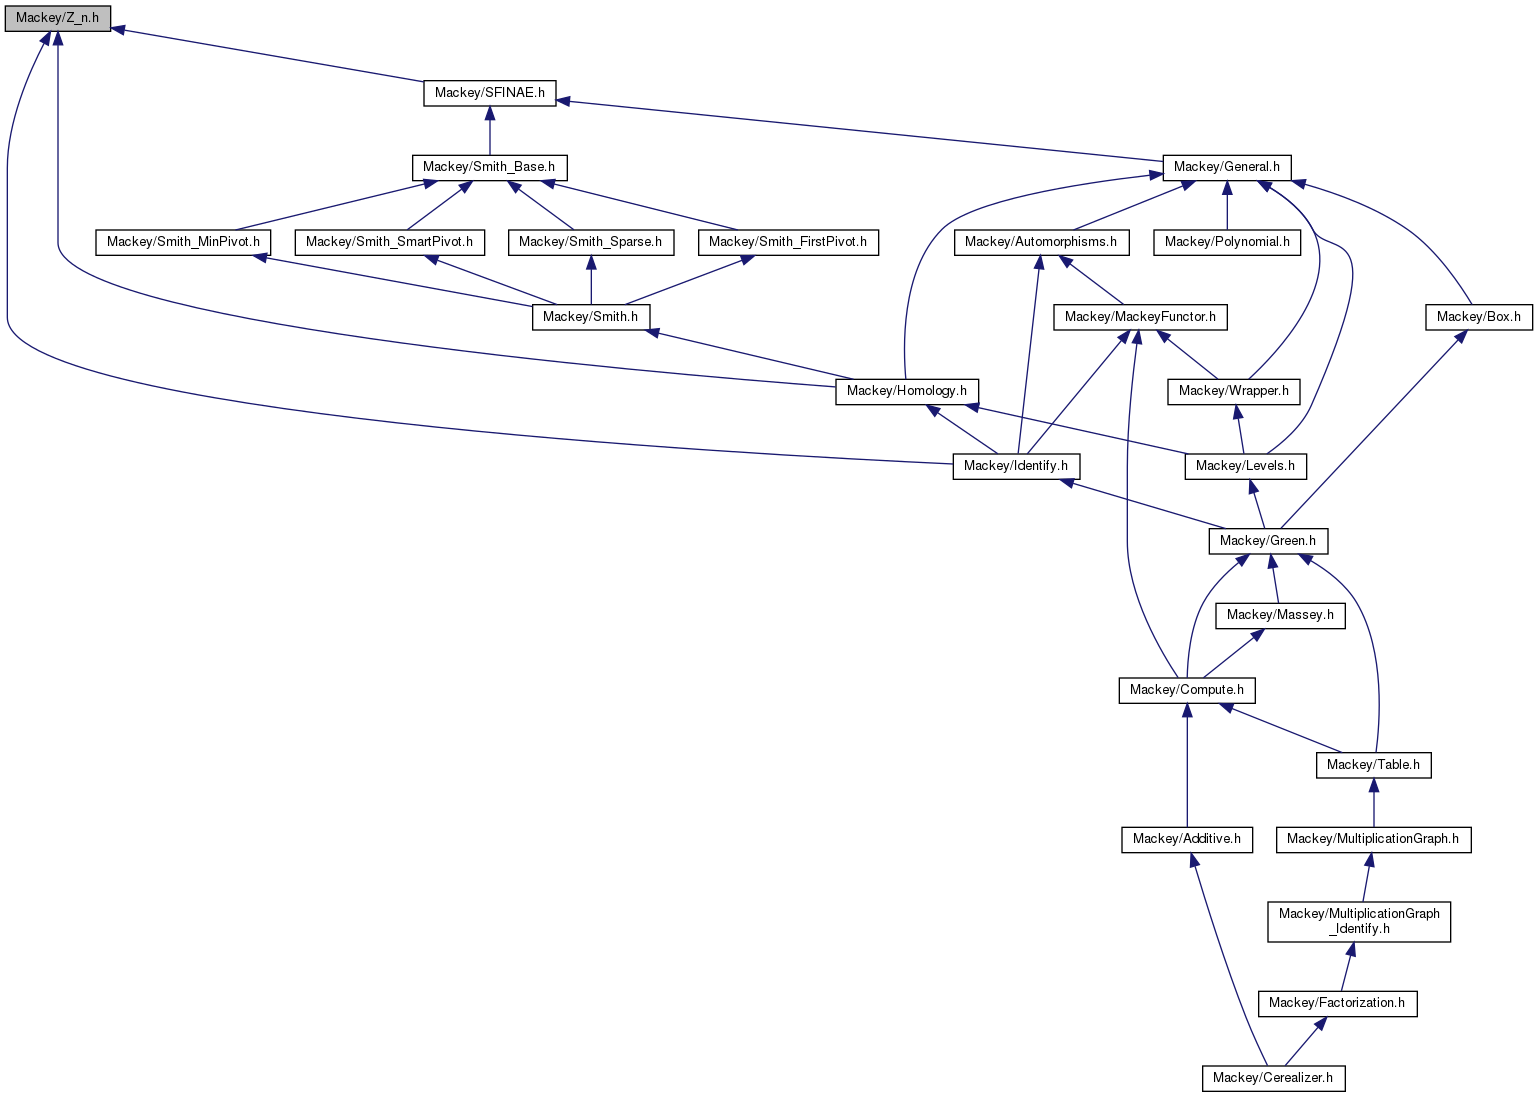 Mackey/Z_n.h
Mackey/SFINAE.h
Mackey/Smith_Base.h
Mackey/General.h
Mackey/Smith_MinPivot.h
Mackey/Smith_SmartPivot.h
Mackey/Smith_Sparse.h
Mackey/Smith_FirstPivot.h
Mackey/Automorphisms.h
Mackey/Polynomial.h
Mackey/Smith.h
Mackey/MackeyFunctor.h
Mackey/Box.h
Mackey/Homology.h
Mackey/Wrapper.h
Mackey/Identify.h
Mackey/Levels.h
Mackey/Green.h
Mackey/Massey.h
Mackey/Compute.h
Mackey/Table.h
Mackey/Additive.h
Mackey/MultiplicationGraph.h
Mackey/MultiplicationGraph
_Identify.h
Mackey/Factorization.h
Mackey/Cerealizer.h